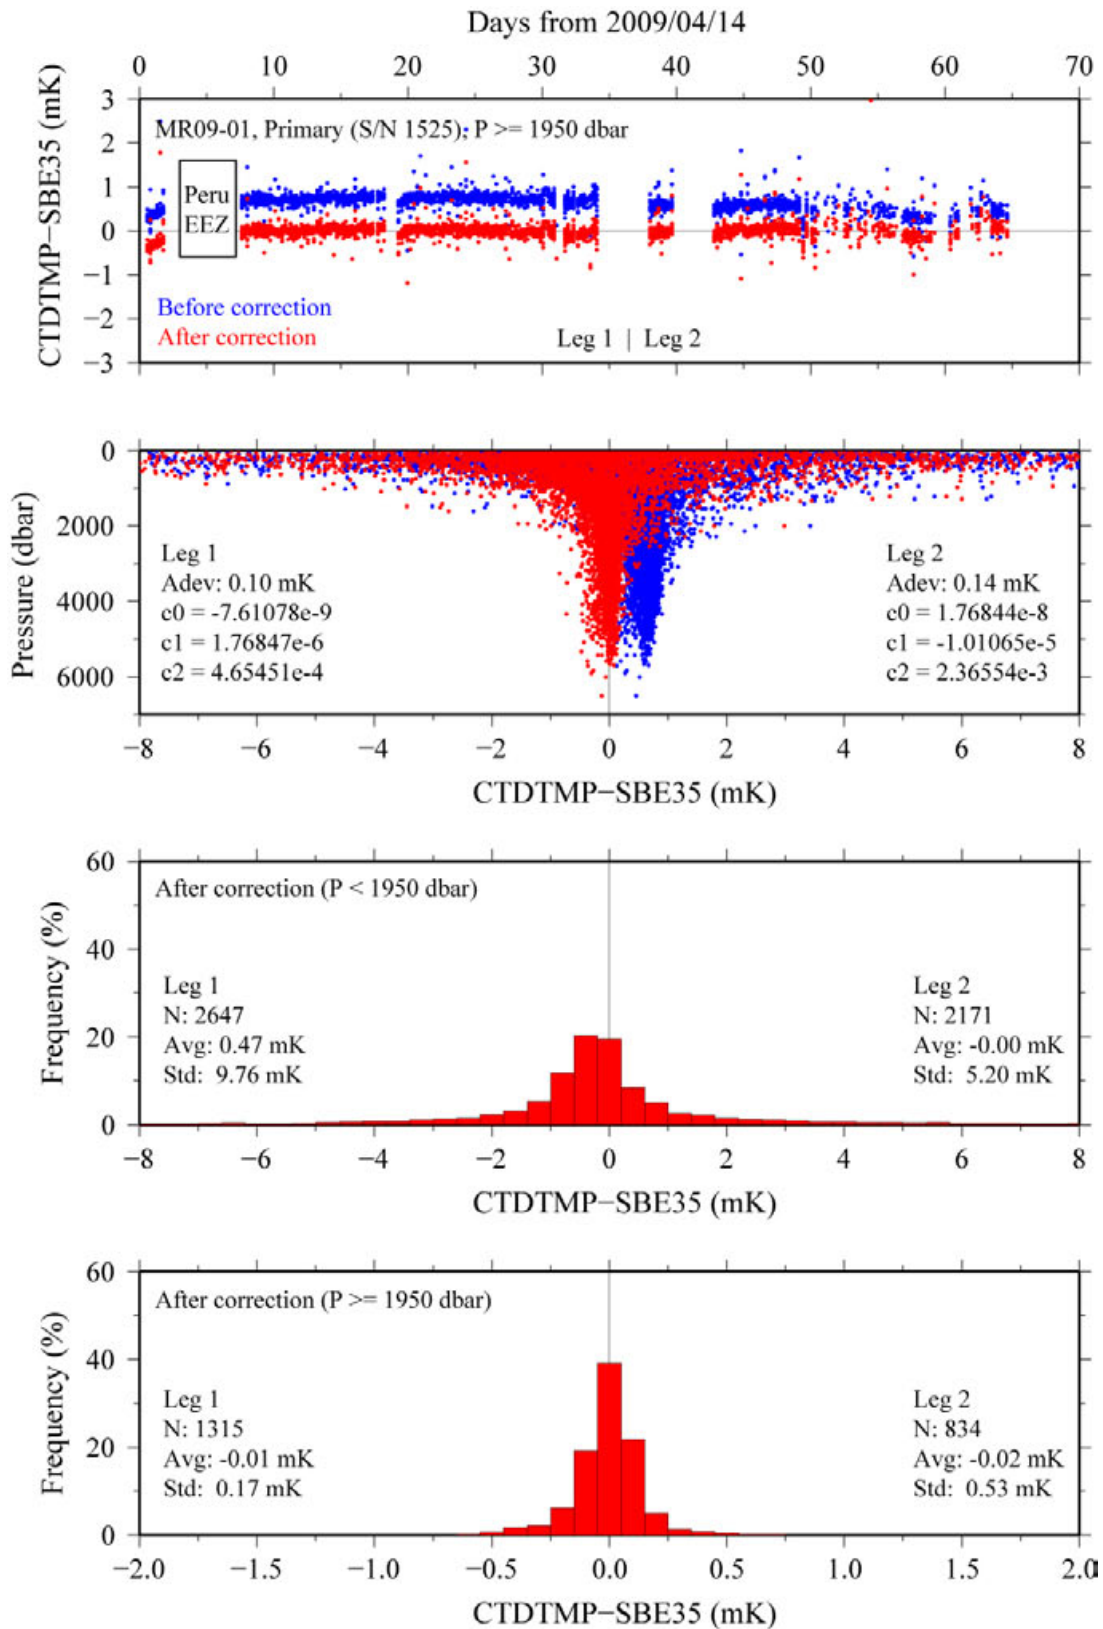 Days from 2009/04/14
0 10 20 30 40 50 60 70
CTDTMP−SBE35 (mK)
3
2
1
0
−1
−2
−3
MR09-01, Primary (S/N 1525), P >= 1950 dbar
Peru
EEZ
Before correction
After correction
Leg 1 | Leg 2
Pressure (dbar)
0
2000
4000
6000
Leg 1
Adev: 0.10 mK
c0 = -7.61078e-9
c1 = 1.76847e-6
c2 = 4.65451e-4
Leg 2
Adev: 0.14 mK
c0 = 1.76844e-8
c1 = -1.01065e-5
c2 = 2.36554e-3
−8 −6 −4 −2 0 2 4 6 8
CTDTMP−SBE35 (mK)
Frequency (%)
60
40
20
0
After correction (P < 1950 dbar)
Leg 1
N: 2647
Avg: 0.47 mK
Std: 9.76 mK
Leg 2
N: 2171
Avg: -0.00 mK
Std: 5.20 mK
−8 −6 −4 −2 0 2 4 6 8
CTDTMP−SBE35 (mK)
Frequency (%)
60
40
20
0
After correction (P >= 1950 dbar)
Leg 1
N: 1315
Avg: -0.01 mK
Std: 0.17 mK
Leg 2
N: 834
Avg: -0.02 mK
Std: 0.53 mK
−2.0 −1.5 −1.0 −0.5 0.0 0.5 1.0 1.5 2.0
CTDTMP−SBE35 (mK)